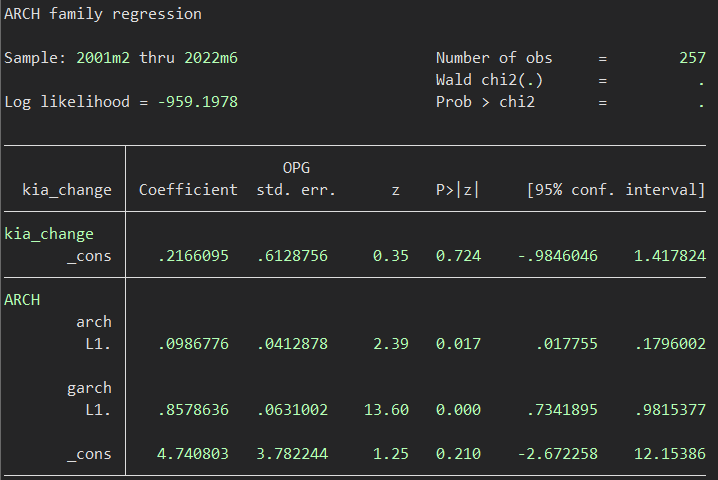 ARCH family regression
Sample: 2001m2 thru 2022m6 Number of obs = 257
Wald chi2(.) = .
Log likelihood = -959.1978 Prob > chi2 = .
OPG
kia_change Coefficient std. err. z P>|z| [95% conf. interval]
kia_change
_cons .2166095 .6128756 0.35 0.724 -.9846046 1.417824
ARCH
arch
L1. .0986776 .0412878 2.39 0.017 .017755 .1796002
garch
L1. .8578636 .0631002 13.60 0.000 .7341895 .9815377
_cons 4.740803 3.782244 1.25 0.210 -2.672258 12.15386